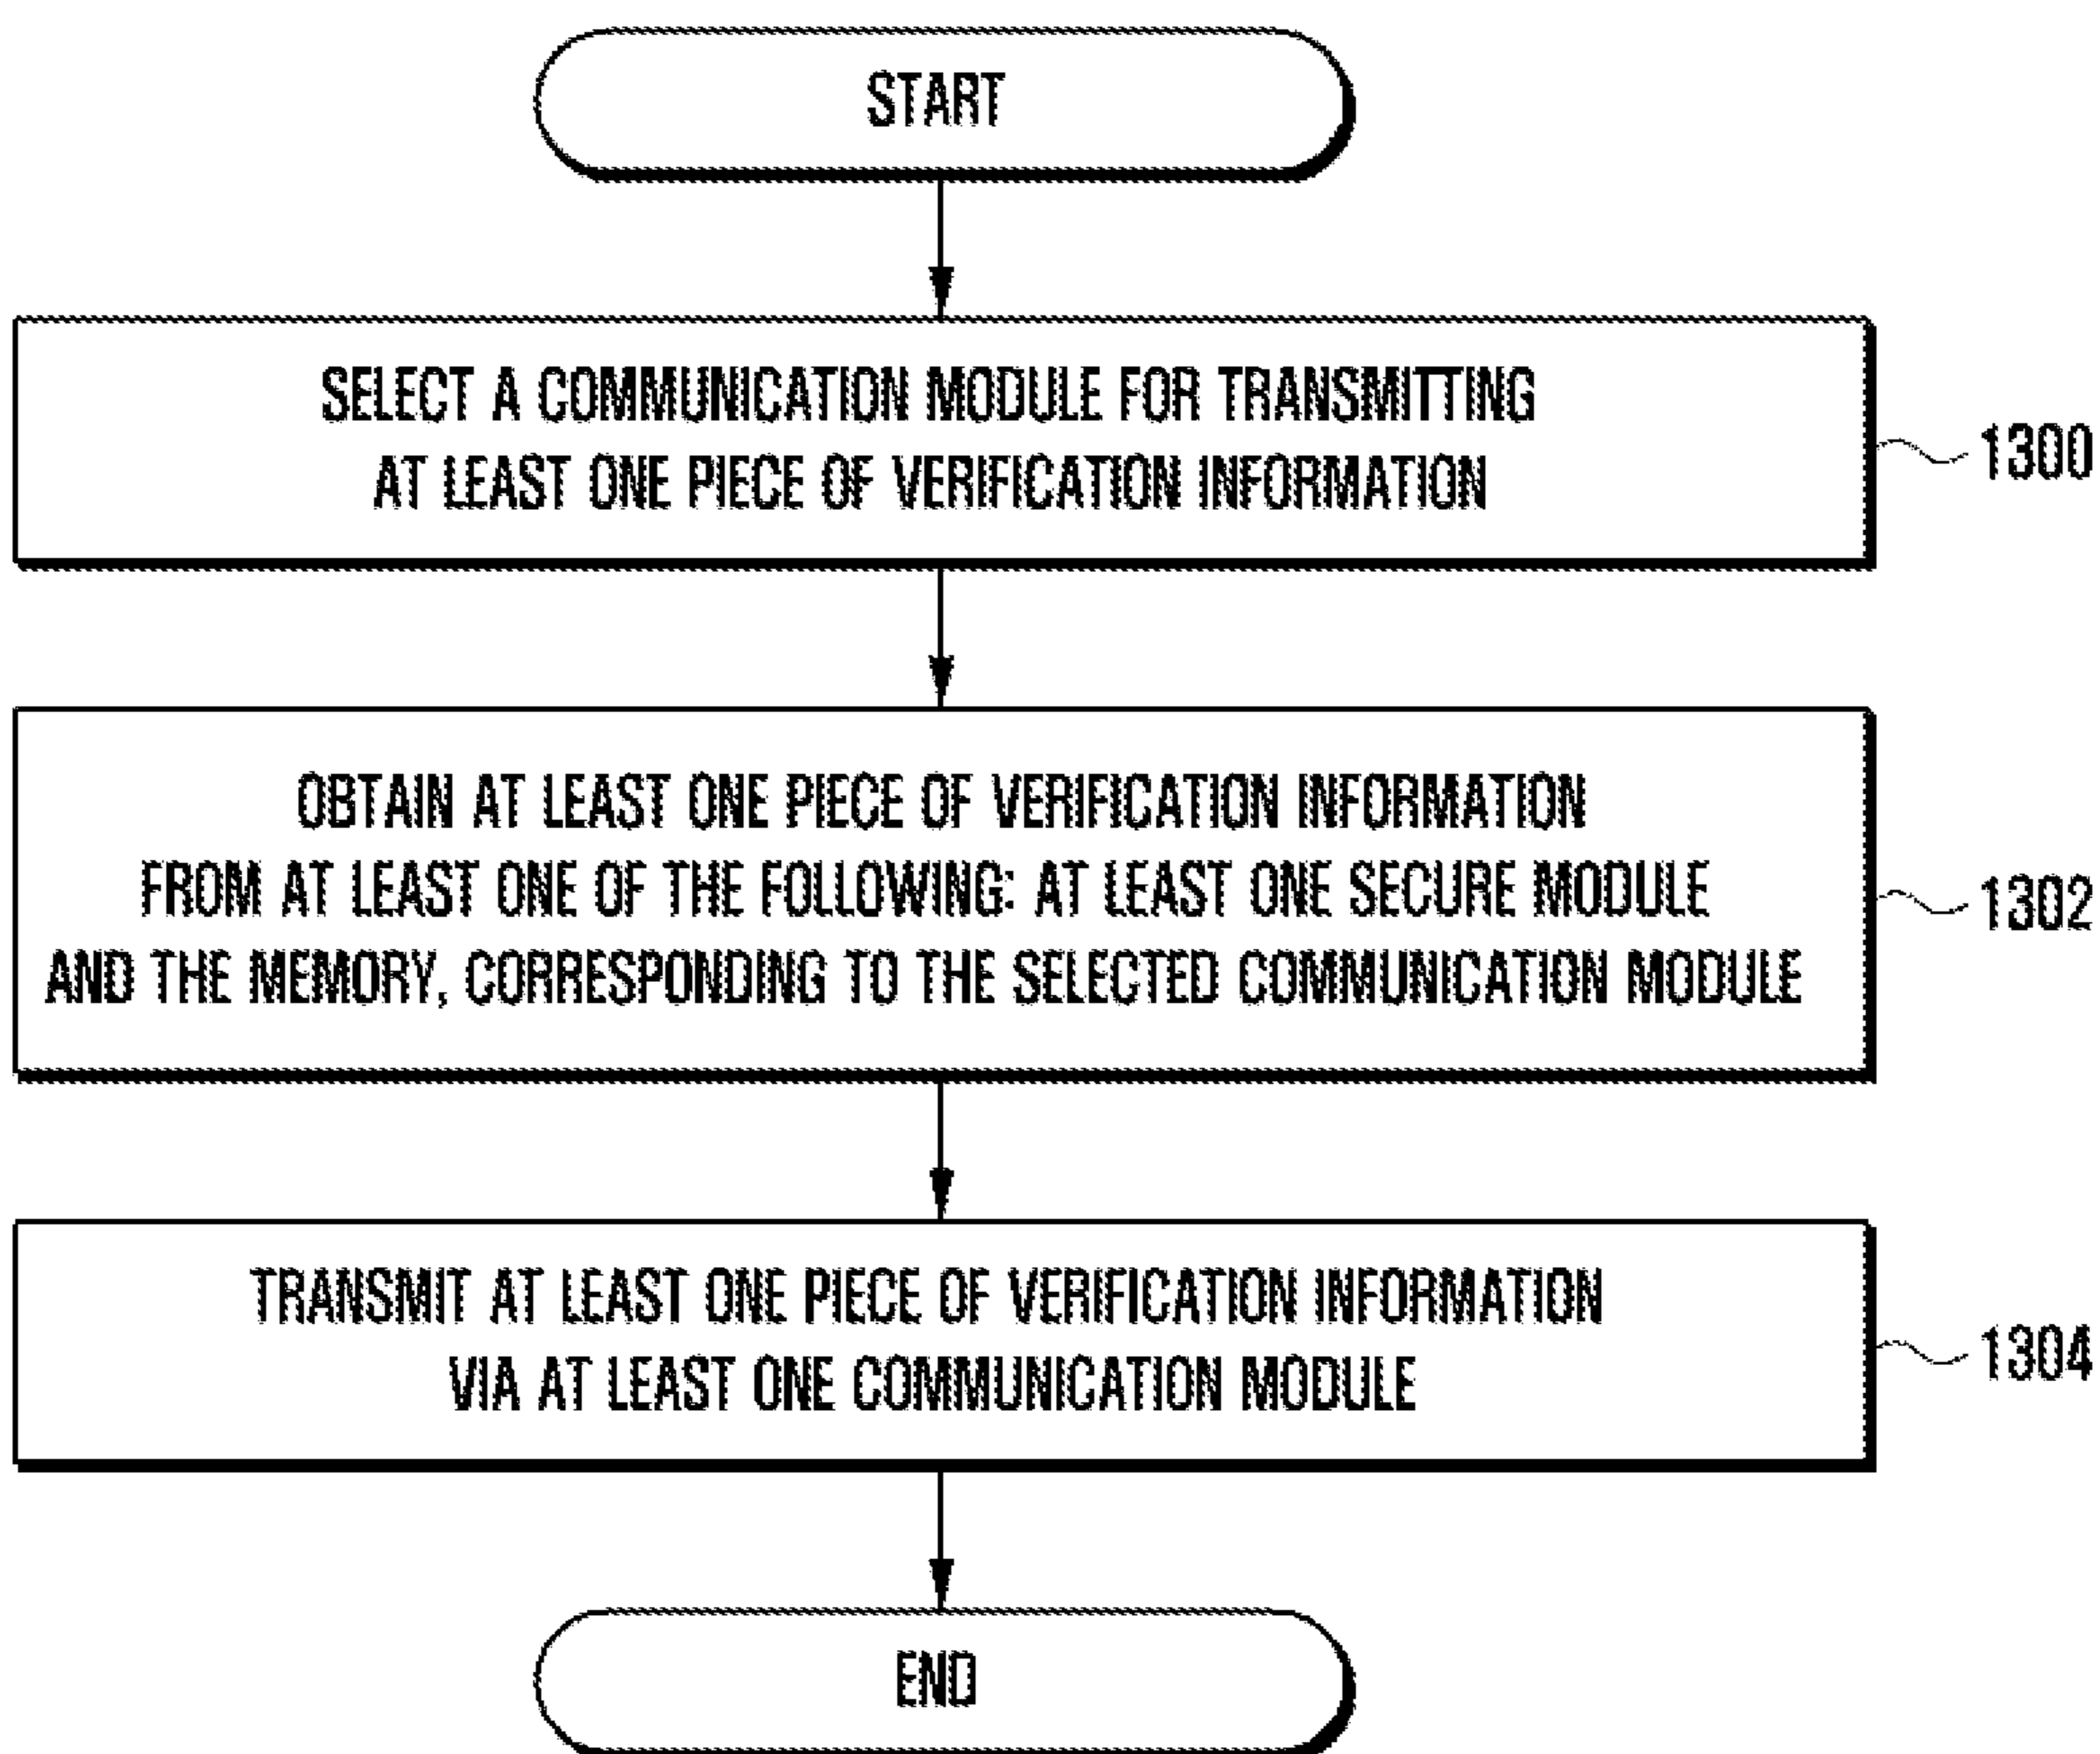 START
SELECT A COMMUNICATION MODULE FOR TRANSMITTING
AT LEAST ONE PIECE OF VERIFICATION INFORMATION
1300
OBTAIN AT LEAST ONE PIECE OF VERIFICATION INFORMATION
FROM AT LEAST ONE OF THE FOLLOWING: AT LEAST ONE SECURE MODULE
AND THE MEMORY, CORRESPONDING TO THE SELECTED COMMUNICATION MODULE
1302
TRANSMIT AT LEAST ONE PIECE OF VERIFICATION INFORMATION
VIA AT LEAST ONE COMMUNICATION MODULE
1304
END